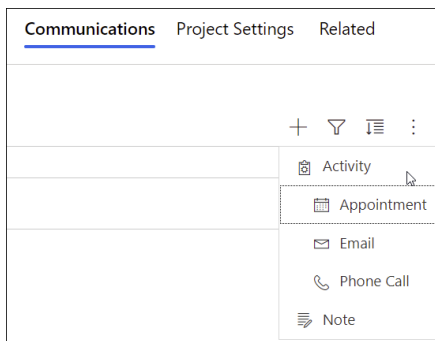 Communications Project Settings Related
Activity
Appointment
Email
Phone Call
Note